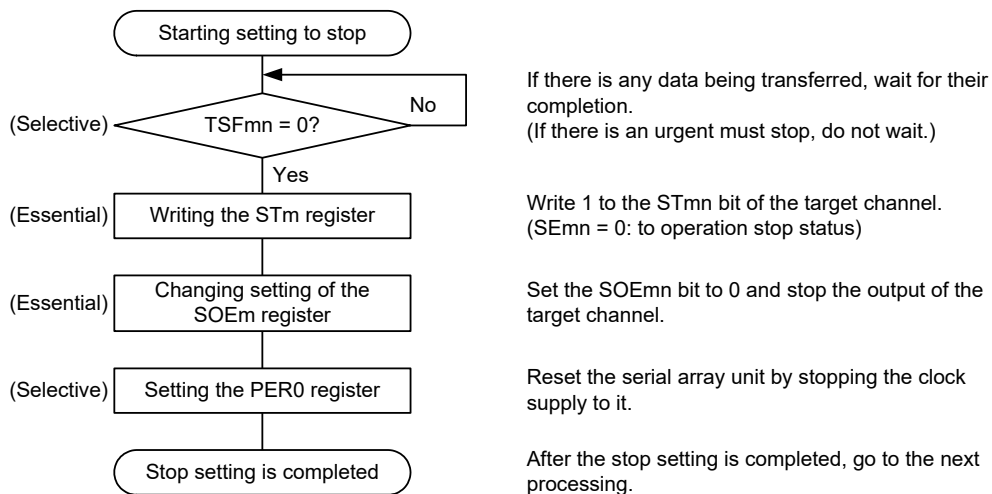 Starting setting to stop
If there is any data being transferred, wait for their
completion.
(If there is an urgent must stop, do not wait.)
No
(Selective)
TSFmn = 0?
Yes
(Essential)
Writing the STm register
Write 1 to the STmn bit of the target channel.
(SEmn = 0: to operation stop status)
(Essential)
Changing setting of the
SOEm register
Set the SOEmn bit to 0 and stop the output of the
target channel.
(Selective)
Setting the PER0 register
Reset the serial array unit by stopping the clock
supply to it.
Stop setting is completed
After the stop setting is completed, go to the next
processing.